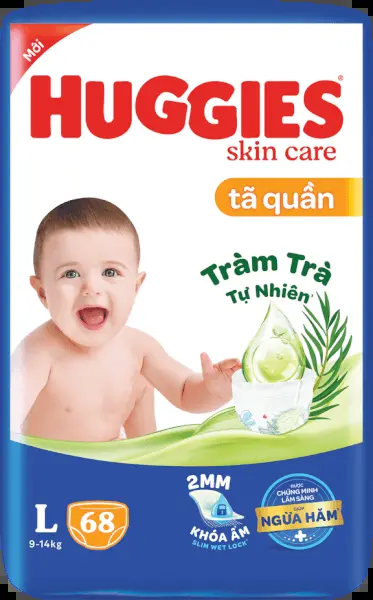 Mới
HUGGIES®
skin care
tã quần
Tràm Trà
Tự Nhiên*
2MM
KHÓA ẨM
SLIM WET LOCK*
ĐƯỢC
CHỨNG MINH
LÂM SÀNG
GIÚP
NGỪA HĂM*
L
68
9-14kg